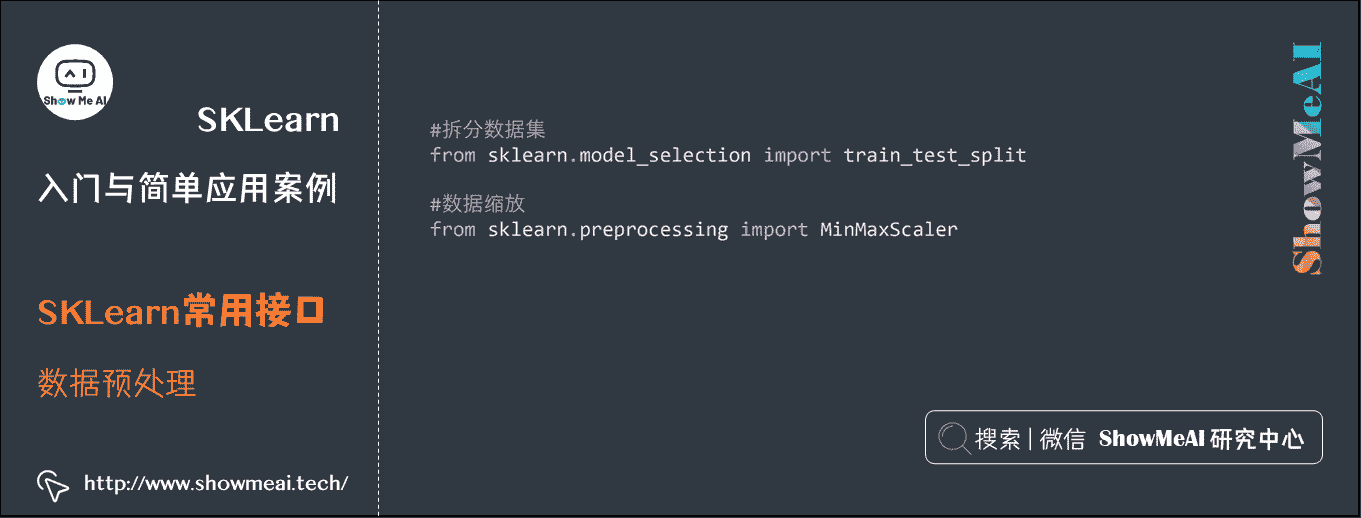 Show Me AI
SKLearn
入门与简单应用案例
SKLearn常用接口
数据预处理
http://www.showmeai.tech/
#拆分数据集
from sklearn.model_selection import train_test_split
#数据缩放
from sklearn.preprocessing import MinMaxScaler
ShowMeAI
搜索 | 微信 ShowMeAI 研究中心